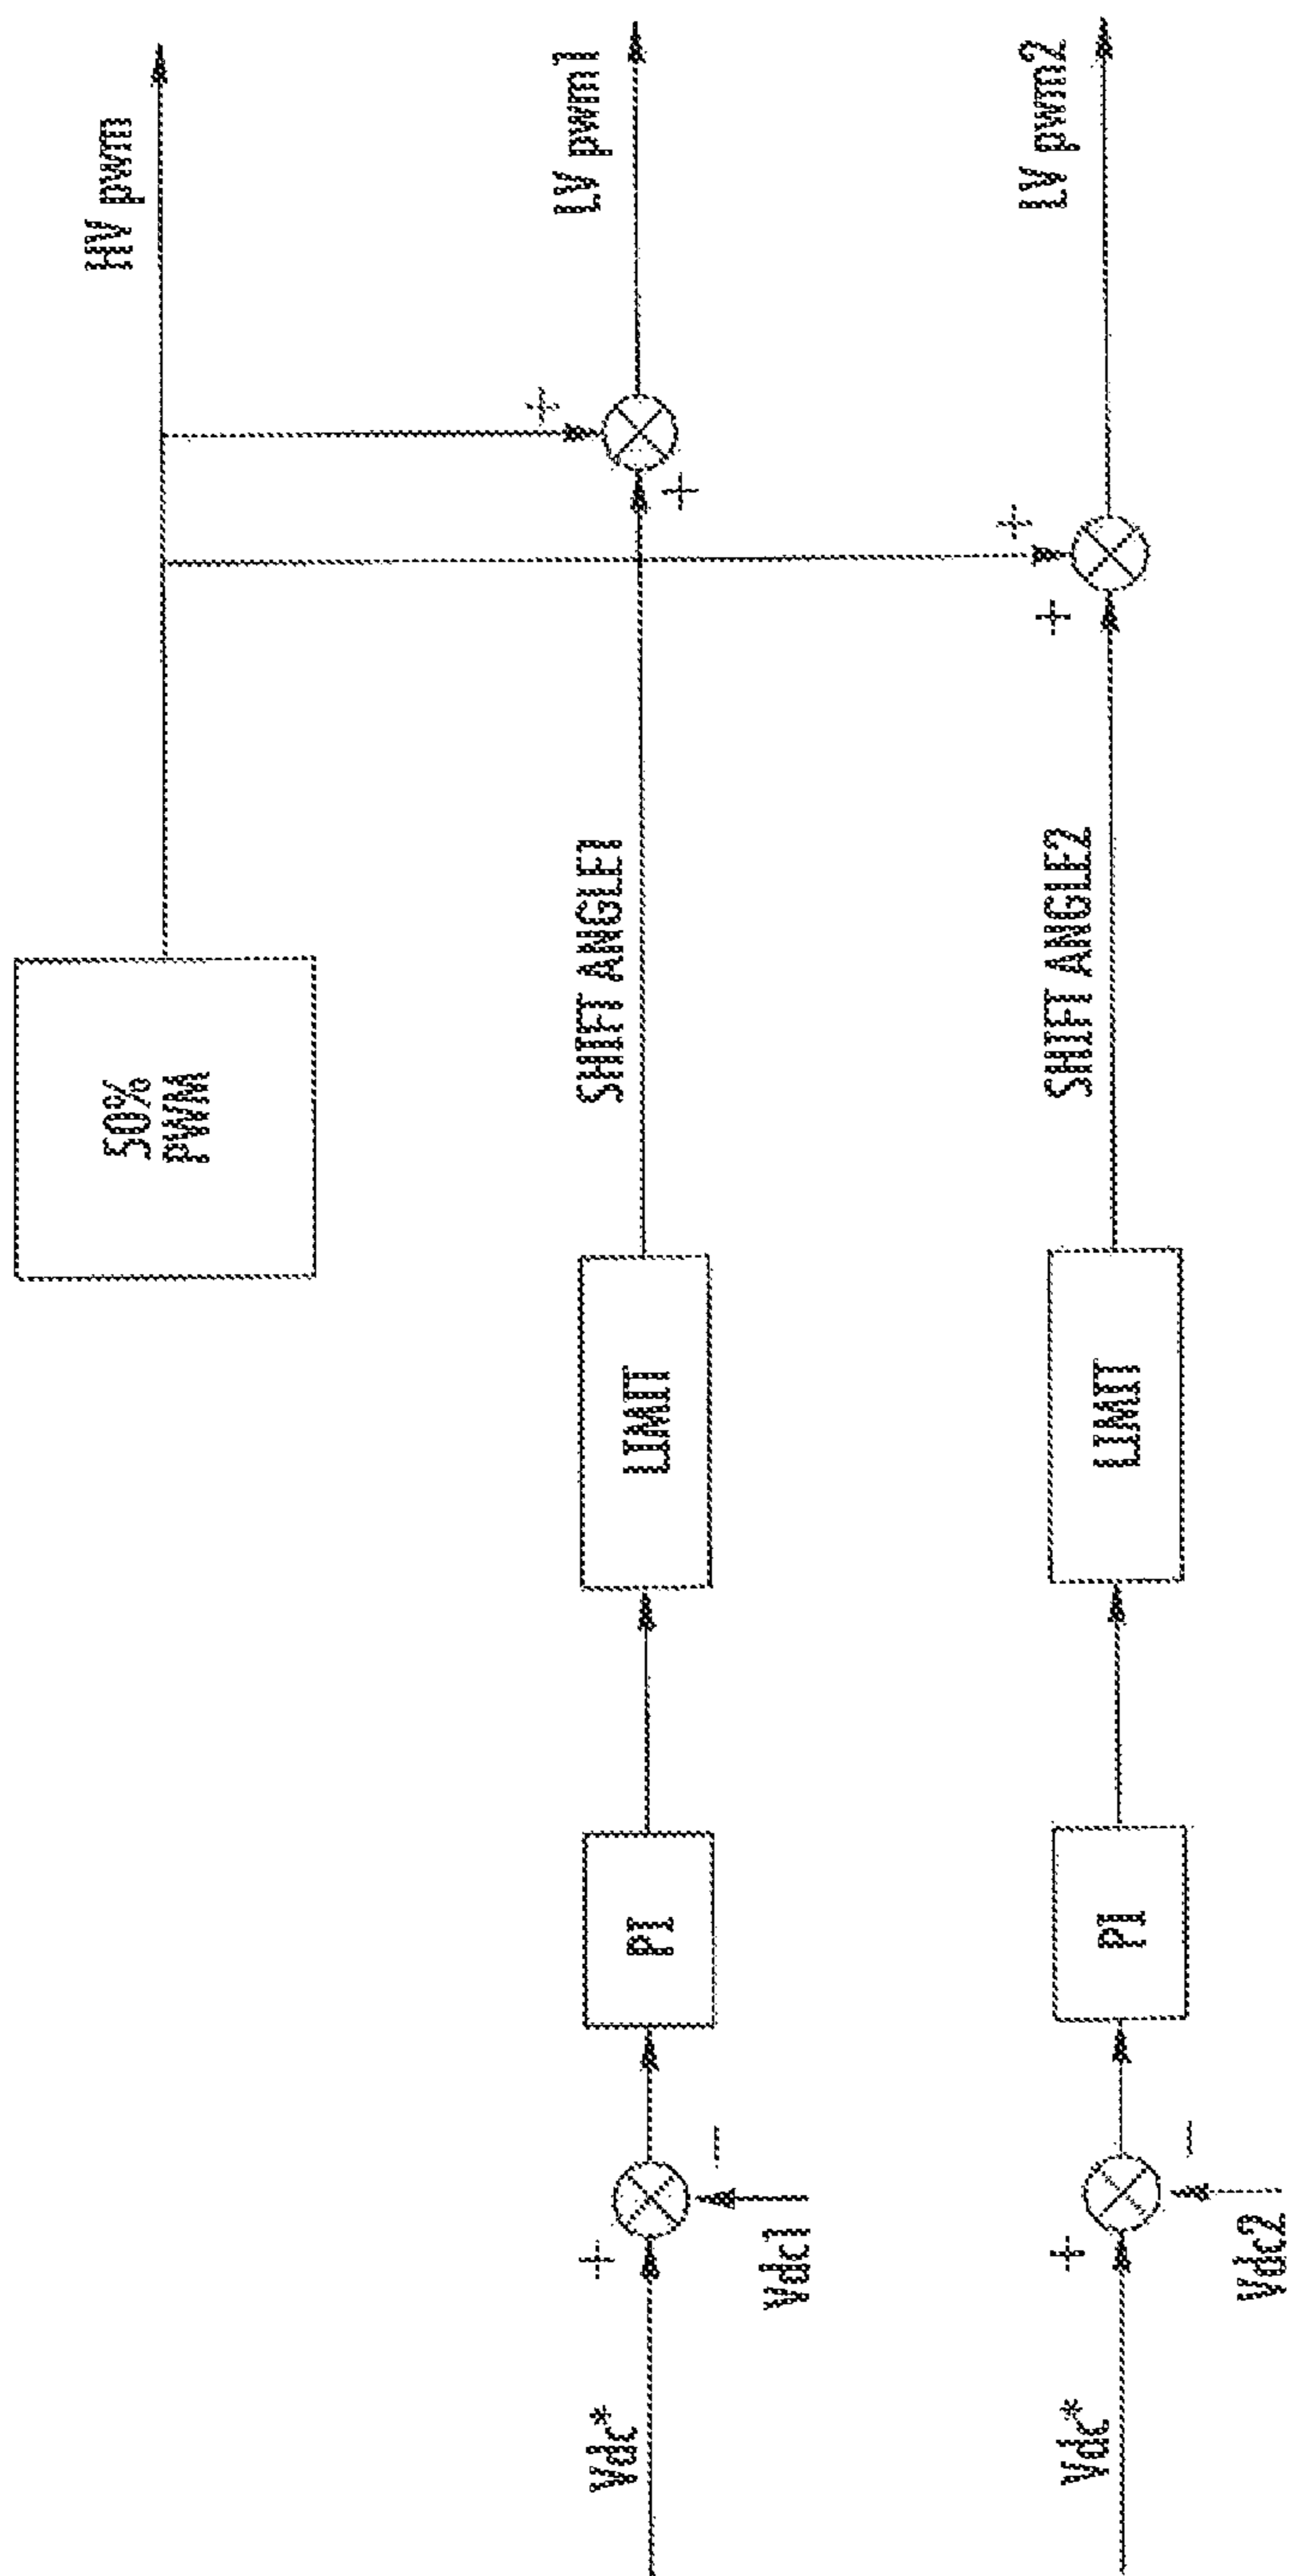 50%
PWM
HV pwm
Vdc*
+
Vdc1
−
PI
LIMIT
SHIFT ANGLE1
+
+
LV pwm1
Vdc*
+
Vdc2
−
PI
LIMIT
SHIFT ANGLE2
+
+
LV pwm2